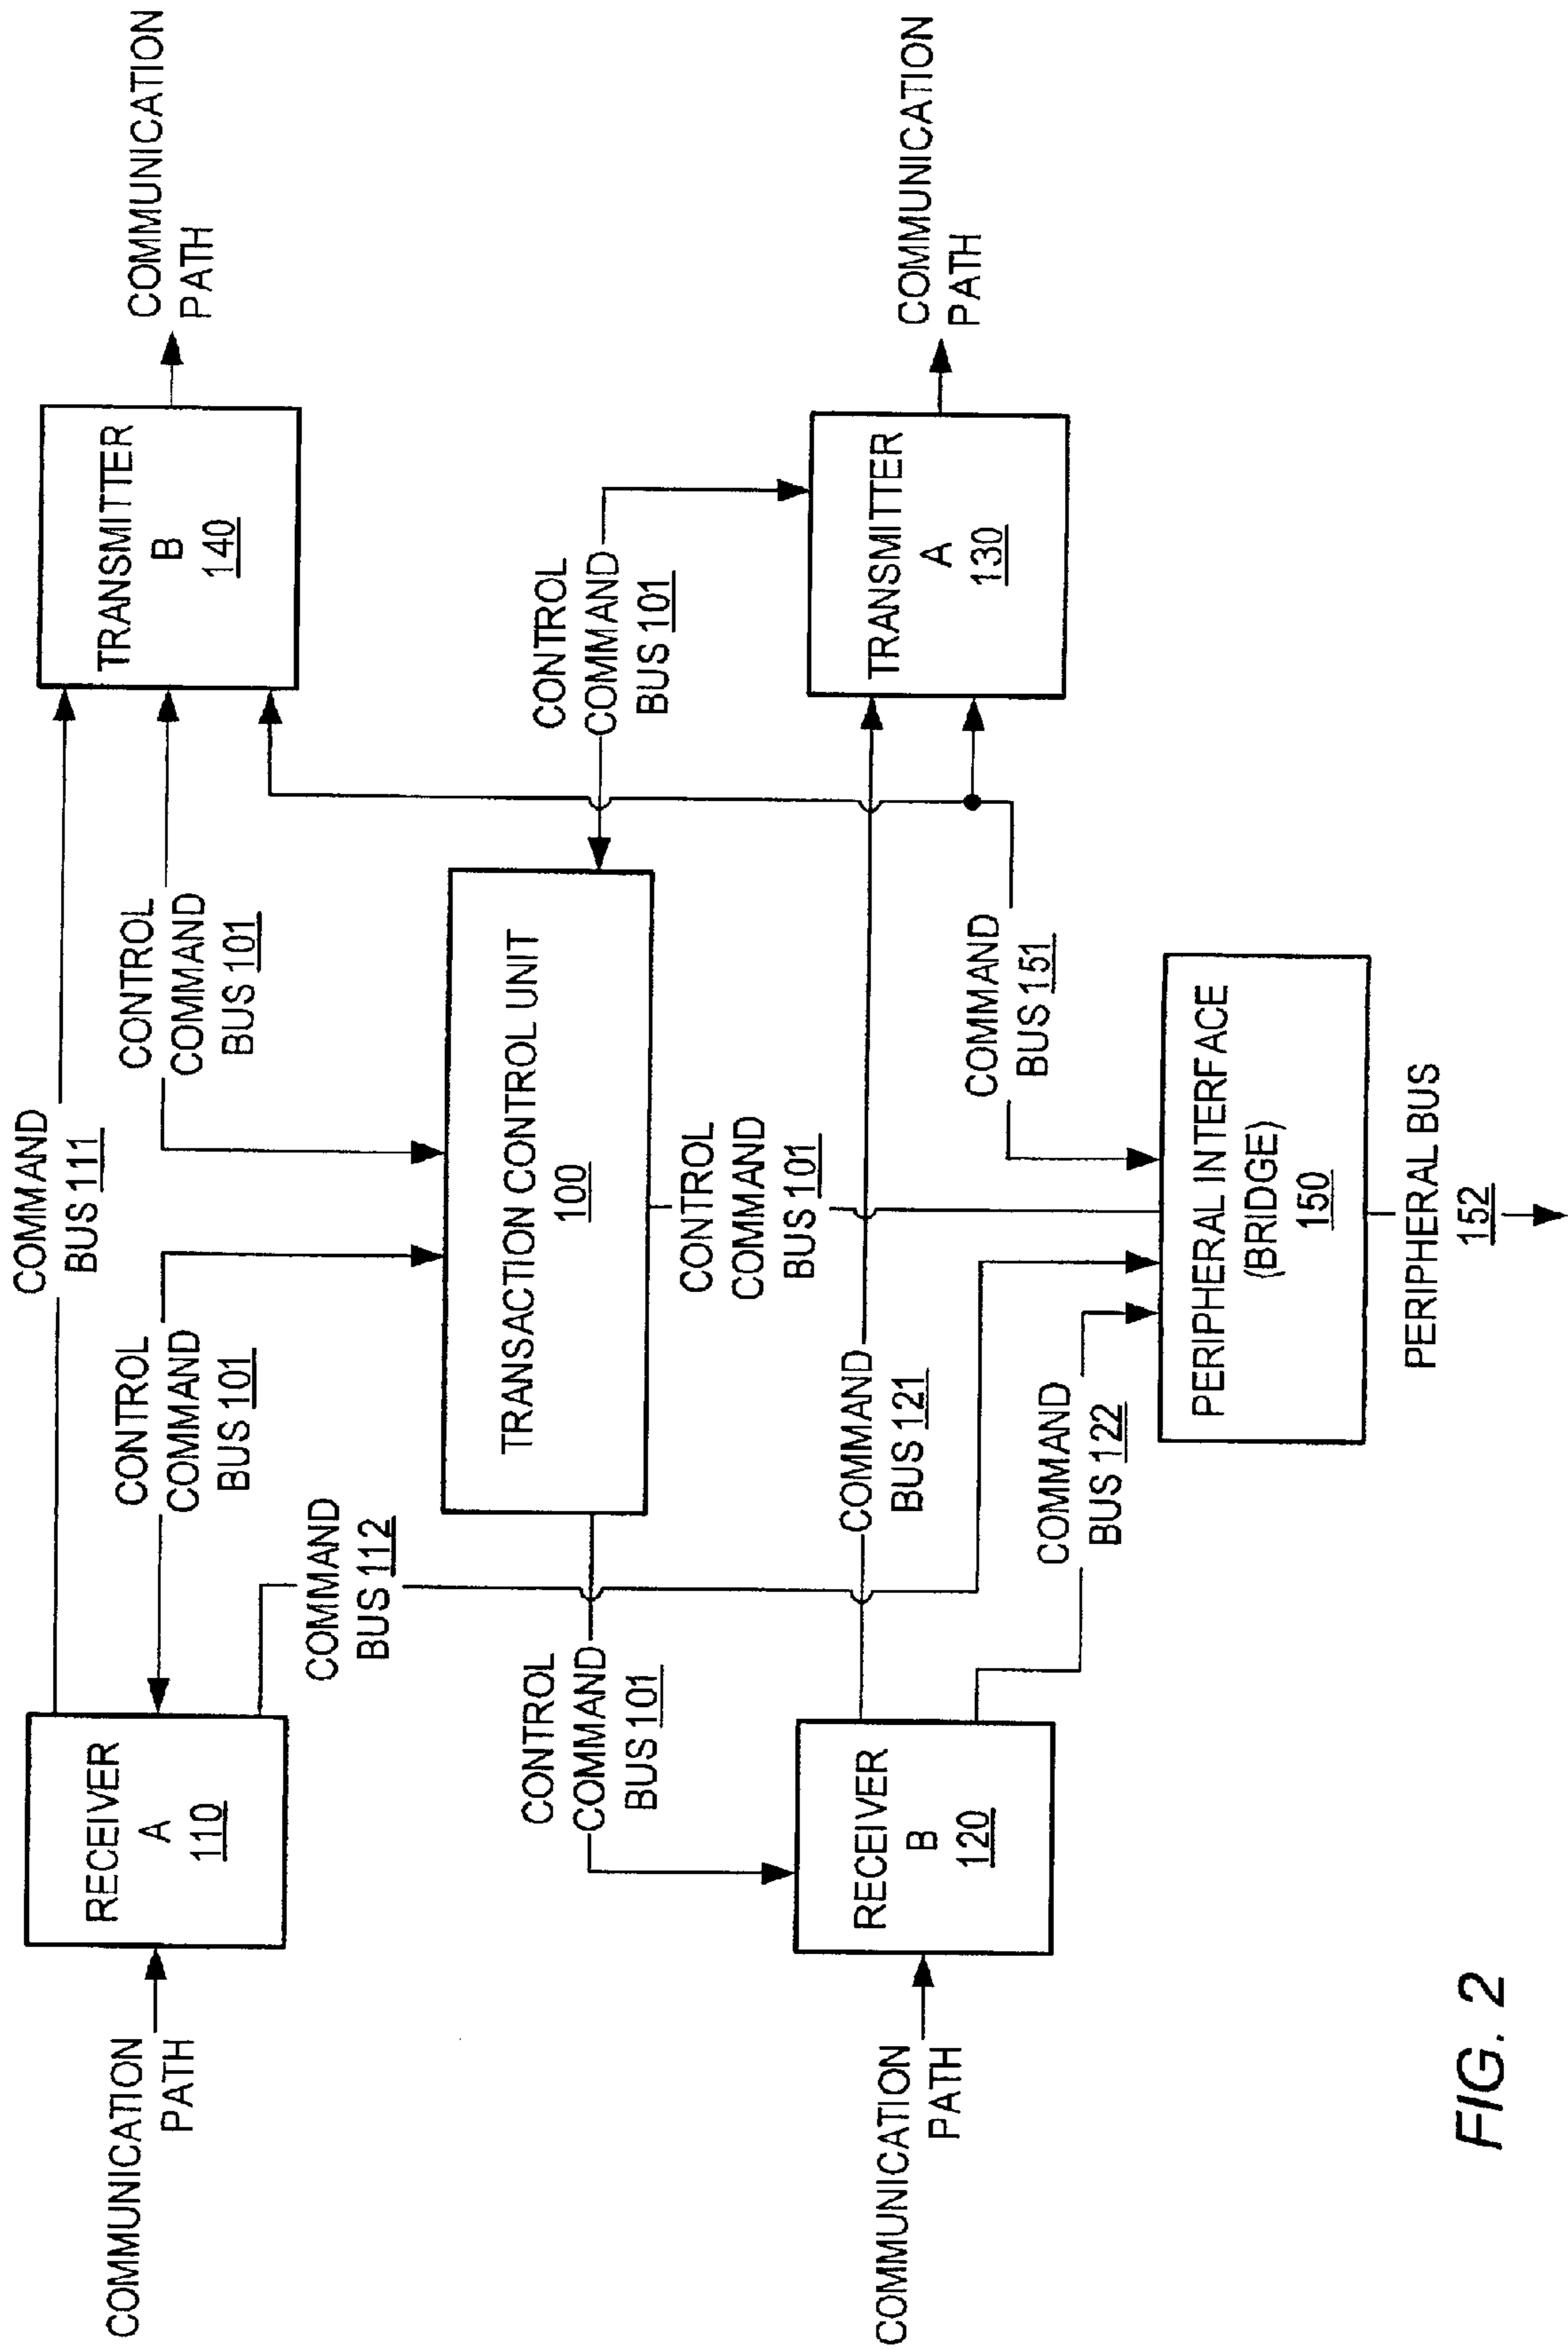 COMMUNICATION
PATH
RECEIVER
A
110
COMMAND
BUS 111
CONTROL
COMMAND
BUS 101
CONTROL
COMMAND
BUS 101
TRANSMITTER
B
140
COMMUNICATION
PATH
COMMAND
BUS 112
TRANSACTION CONTROL UNIT
100
CONTROL
COMMAND
BUS 101
CONTROL
COMMAND
BUS 101
CONTROL
COMMAND
BUS 101
COMMUNICATION
PATH
RECEIVER
B
120
COMMAND
BUS 121
TRANSMITTER
A
130
COMMUNICATION
PATH
COMMAND
BUS 122
COMMAND
BUS 151
PERIPHERAL INTERFACE
(BRIDGE)
150
PERIPHERAL BUS
152
FIG. 2